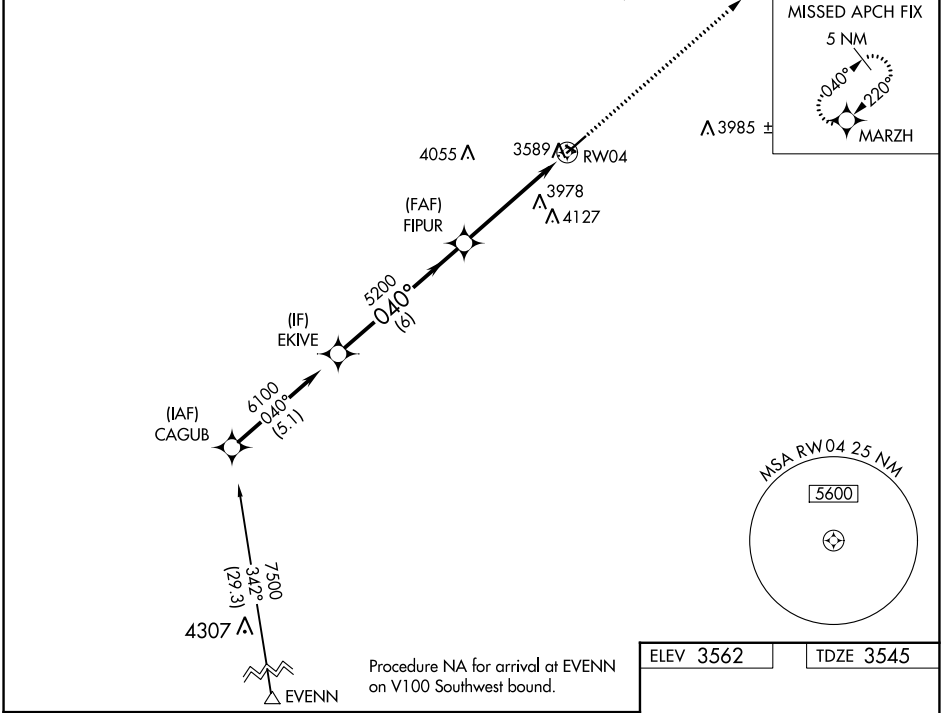 MISSED APCH FIX
5 NM
040°
220°
MARZH
3985 ±
4055
3589
RW04
3978
4127
(FAF)
FIPUR
5200
040°
(6)
(IF)
EKIVE
6100
040°
(5.1)
(IAF)
CAGUB
MSA RW04 25 NM
5600
7500
342°
(29.3)
4307
EVENN
Procedure NA for arrival at EVENN
on V100 Southwest bound.
ELEV 3562
TDZE 3545